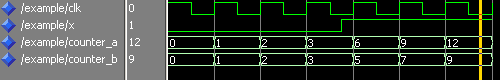 /example/clk 0
/example/x 1
/example/counter_a 12 0 1 2 3 6 9 12
/example/counter_b 9 0 1 2 3 5 7 9